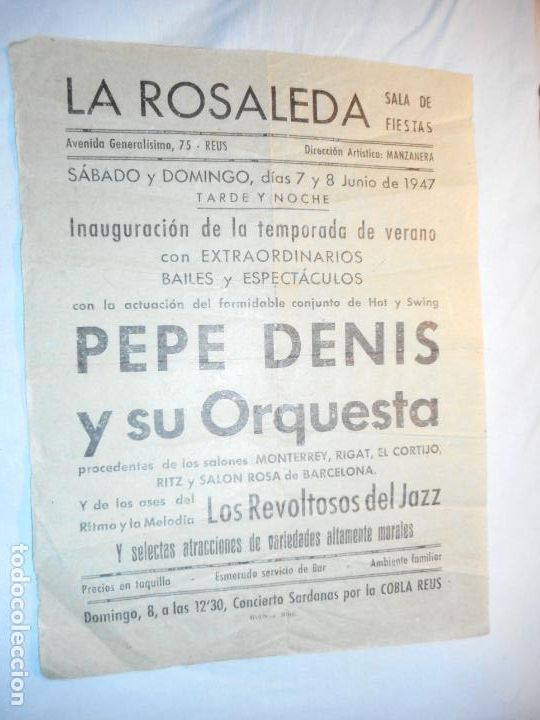 LA ROSALEDA SALA DE FIESTAS
Avenida Generalísimo, 75 - REUS Dirección Artística: MANZANERA
SÁBADO y DOMINGO, días 7 y 8 Junio de 1947
TARDE Y NOCHE
Inauguración de la temporada de verano
con EXTRAORDINARIOS
BAILES y ESPECTÁCULOS
con la actuación del formidable conjunto de Hot y Swing
PEPE DENIS
y su Orquesta
procedentes de los salones MONTERREY, RIGAT, EL CORTIJO,
RITZ y SALON ROSA de BARCELONA.
Y de los ases del
Ritmo y la Melodía Los Revoltosos del Jazz
Y selectas atracciones de variedades altamente morales
Precios en taquilla - Esmerado servicio de Bar - Ambiente familiar
Domingo, 8, a las 12'30, Concierto Sardanas por la COBLA REUS
todocoleccion.net